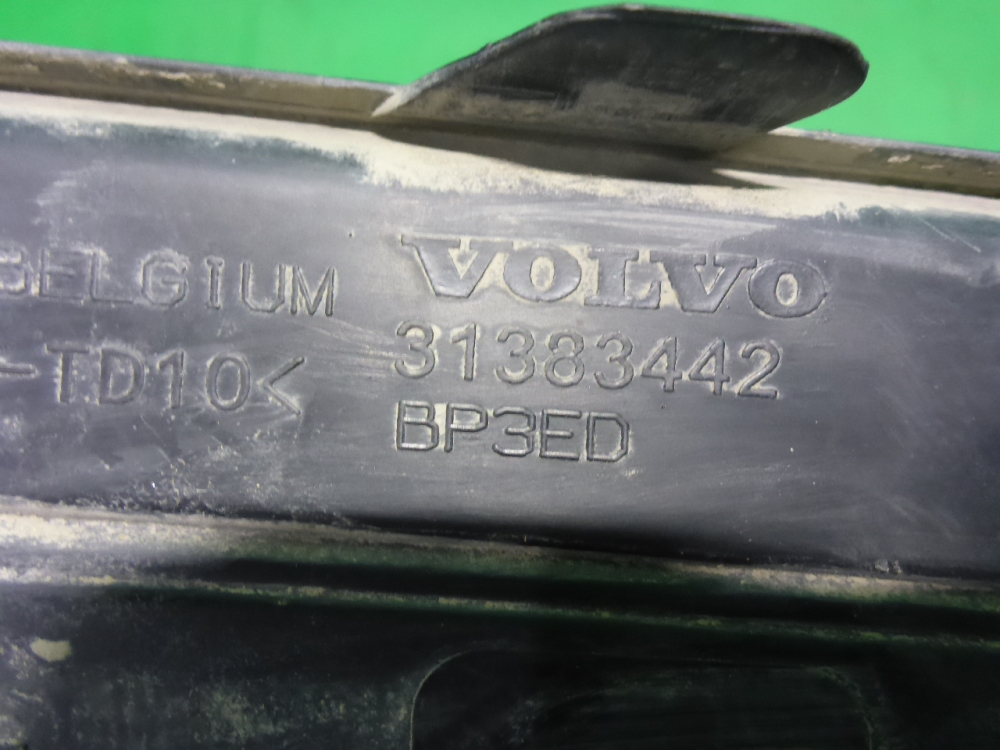 BELGIUM
-TD10<
VOLVO
31383442
BP3ED